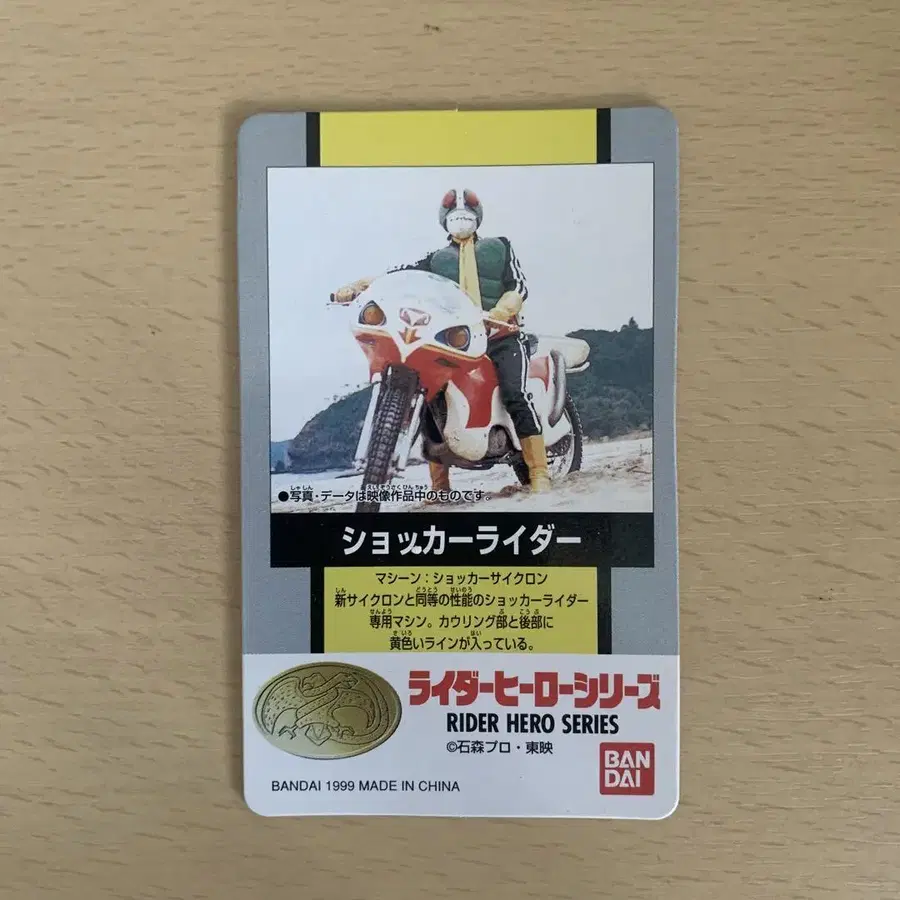 ●写真・データは映像作品中のものです。
ショッカーライダー
マシーン：ショッカーサイクロン
新サイクロンと同等の性能のショッカーライダー
専用マシン。カウリング部と後部に
黄色いラインが入っている。
ライダーヒーローシリーズ
RIDER HERO SERIES
©石森プロ・東映
BAN
DAI
BANDAI 1999 MADE IN CHINA